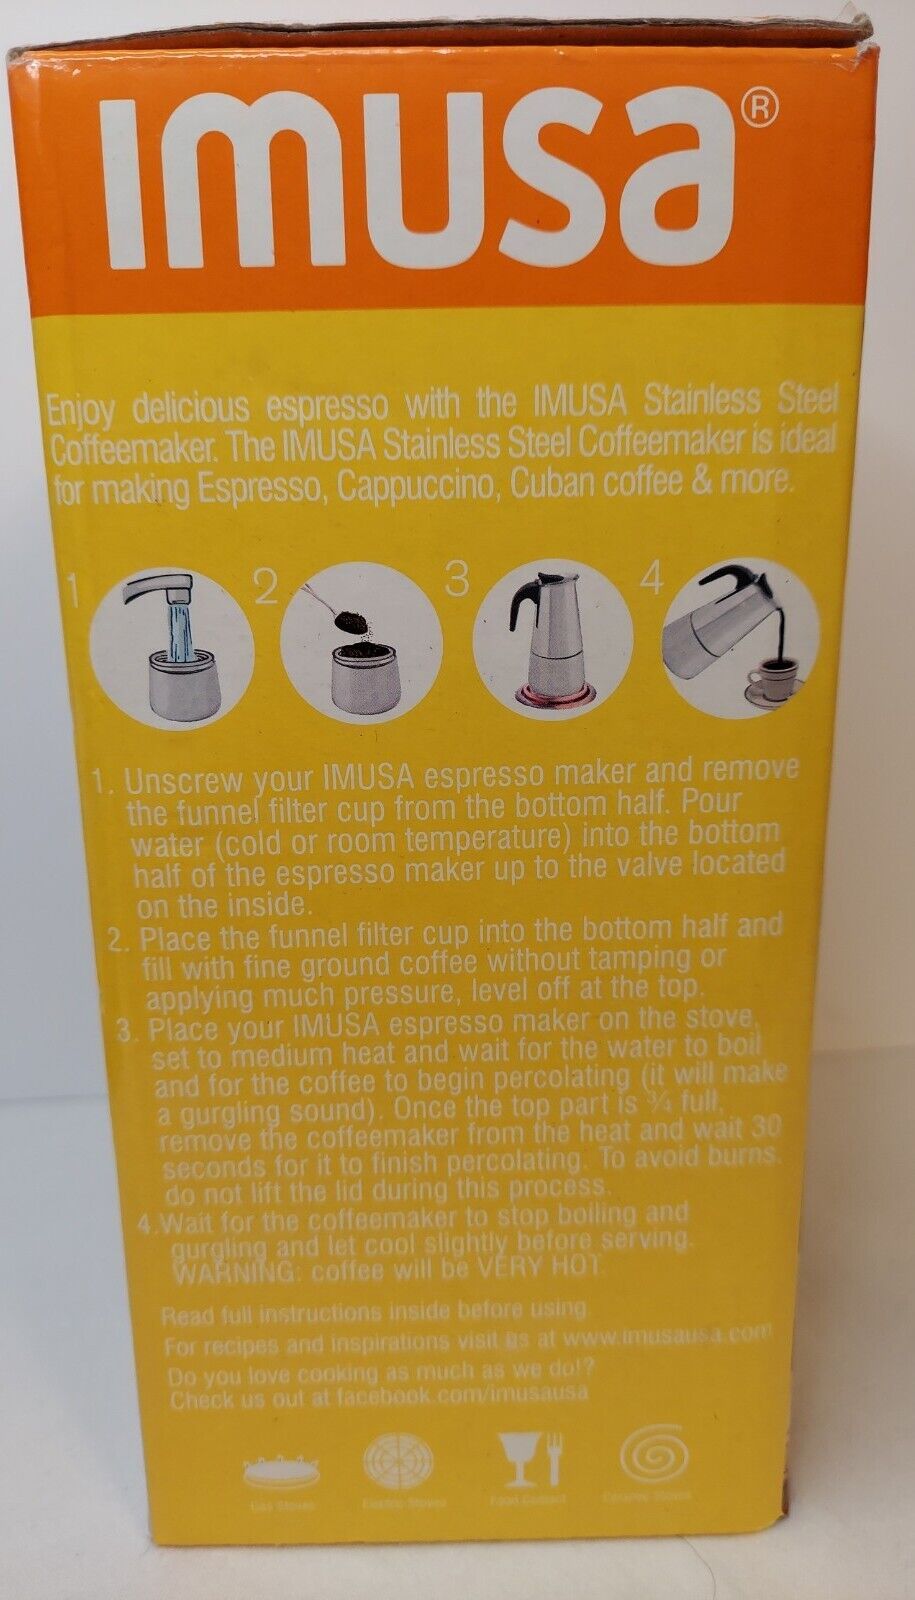 IMUSA®
Enjoy delicious espresso with the IMUSA Stainless Steel
Coffeemaker. The IMUSA Stainless Steel Coffeemaker is ideal
for making Espresso, Cappuccino, Cuban coffee & more.
1 2 3 4
1. Unscrew your IMUSA espresso maker and remove
the funnel filter cup from the bottom half. Pour
water (cold or room temperature) into the bottom
half of the espresso maker up to the valve located
on the inside.
2. Place the funnel filter cup into the bottom half and
fill with fine ground coffee without tamping or
applying much pressure, level off at the top.
3. Place your IMUSA espresso maker on the stove,
set to medium heat and wait for the water to boil
and for the coffee to begin percolating (it will make
a gurgling sound). Once the top part is ¾ full,
remove the coffeemaker from the heat and wait 30
seconds for it to finish percolating. To avoid burns.
do not lift the lid during this process.
4.Wait for the coffeemaker to stop boiling and
gurgling and let cool slightly before serving.
WARNING: coffee will be VERY HOT.
Read full instructions inside before using.
For recipes and inspirations visit us at www.imusausa.com
Do you love cooking as much as we do!?
Check us out at facebook.com/imusausa
Gas Stoves Electric Stoves Food Contact Ceramic Stoves